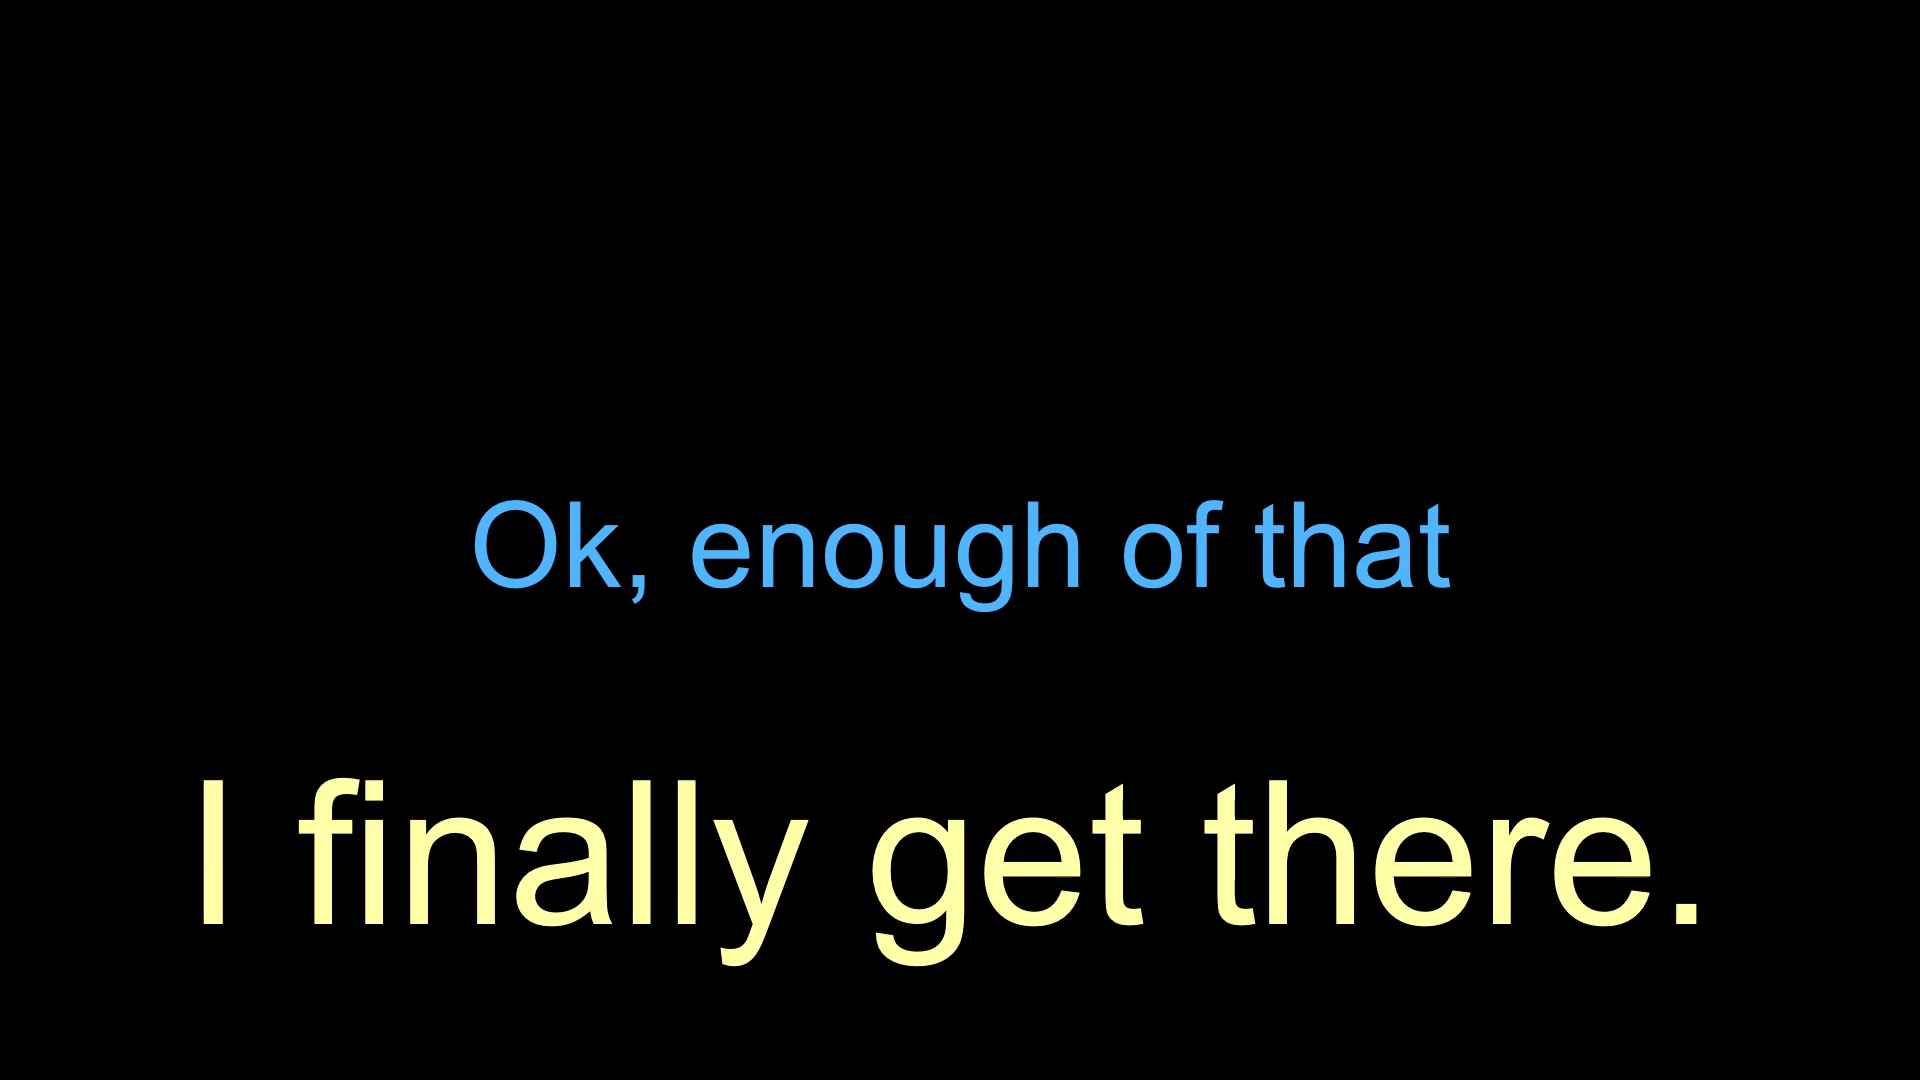 Ok, enough of that
I finally get there.